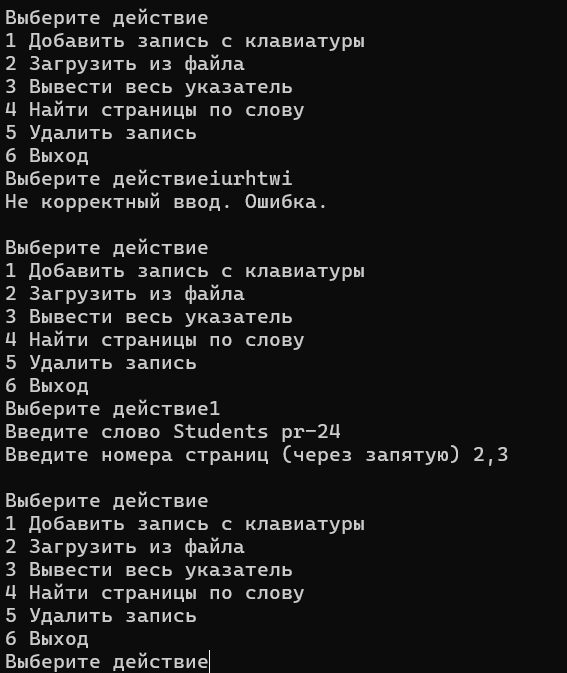 Выберите действие
1 Добавить запись с клавиатуры
2 Загрузить из файла
3 Вывести весь указатель
4 Найти страницы по слову
5 Удалить запись
6 Выход
Выберите действиеiurhtwi
Не корректный ввод. Ошибка.
Выберите действие
1 Добавить запись с клавиатуры
2 Загрузить из файла
3 Вывести весь указатель
4 Найти страницы по слову
5 Удалить запись
6 Выход
Выберите действие1
Введите слово Students pr-24
Введите номера страниц (через запятую) 2,3
Выберите действие
1 Добавить запись с клавиатуры
2 Загрузить из файла
3 Вывести весь указатель
4 Найти страницы по слову
5 Удалить запись
6 Выход
Выберите действие